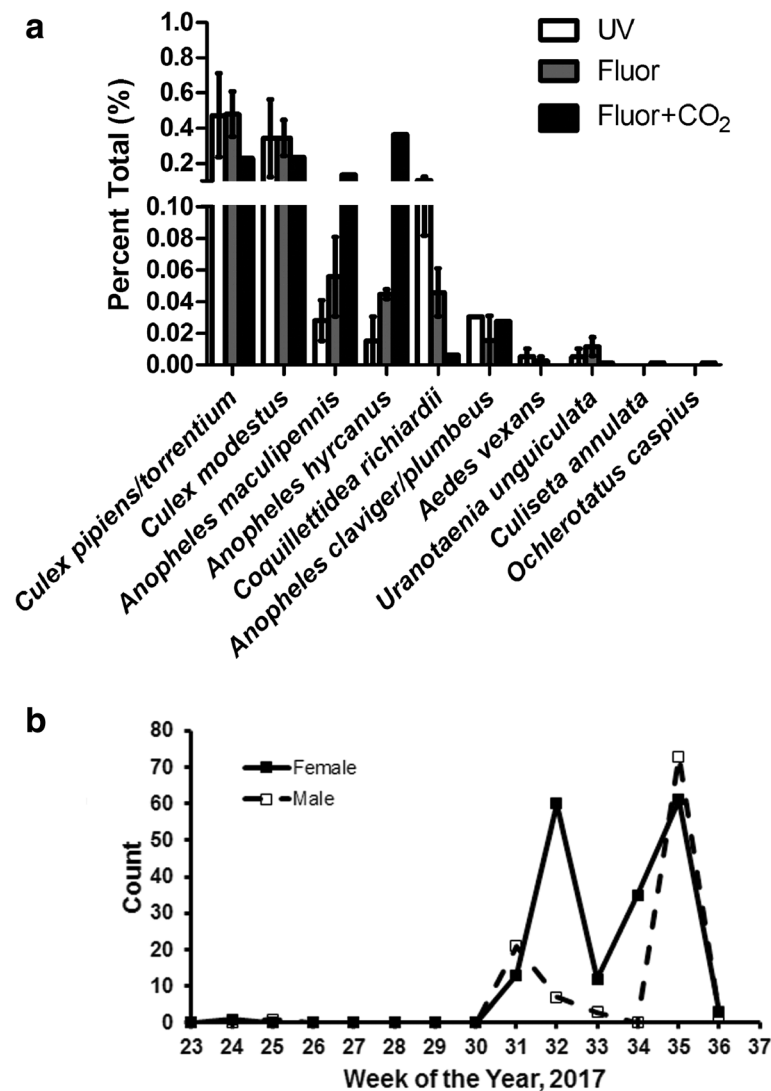 a
UV
Fluor
Fluor+CO2
Percent Total (%)
1.0
0.8
0.6
0.4
0.2
0.10
0.08
0.06
0.04
0.02
0.00
Culex pipiens/torrentium
Culex modestus
Anopheles maculipennis
Anopheles hyrcanus
Coquillettidea richiardii
Anopheles claviger/plumbeus
Aedes vexans
Uranotaenia unguiculata
Culiseta annulata
Ochlerotatus caspius
b
Female
Male
Count
80
70
60
50
40
30
20
10
0
23 24 25 26 27 28 29 30 31 32 33 34 35 36 37
Week of the Year, 2017